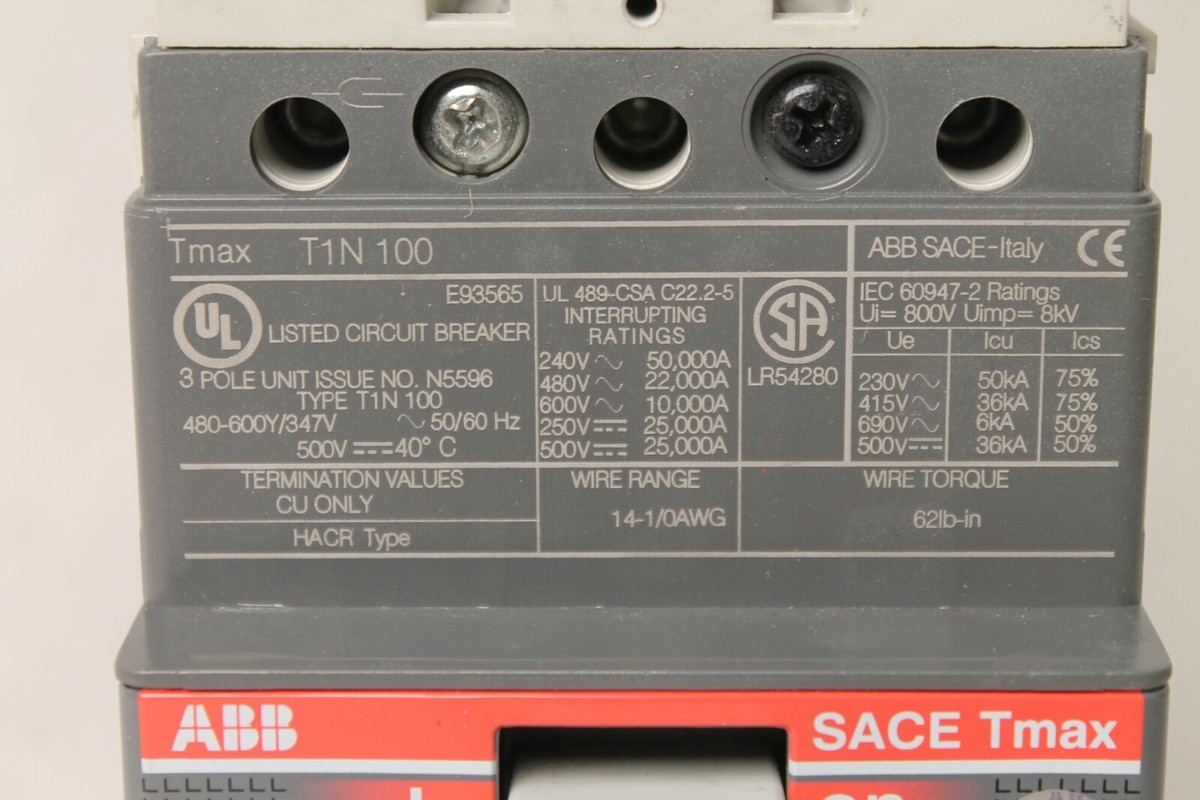 Tmax T1N 100
ABB SACE-Italy CE
UL
E93565
LISTED CIRCUIT BREAKER
3 POLE UNIT ISSUE NO. N5596
TYPE T1N 100
480-600Y/347V ~ 50/60 Hz
500V ⎓ 40° C
UL 489-CSA C22.2-5
INTERRUPTING
RATINGS
240V ~ 50,000A
480V ~ 22,000A
600V ~ 10,000A
250V ⎓ 25,000A
500V ⎓ 25,000A
SA
LR54280
IEC 60947-2 Ratings
Ui= 800V Uimp= 8kV
Ue Icu Ics
230V ~ 50kA 75%
415V ~ 36kA 75%
690V ~ 6kA 50%
500V ⎓ 36kA 50%
TERMINATION VALUES
CU ONLY
HACR Type
WIRE RANGE
14-1/0AWG
WIRE TORQUE
62lb-in
ABB
SACE Tmax